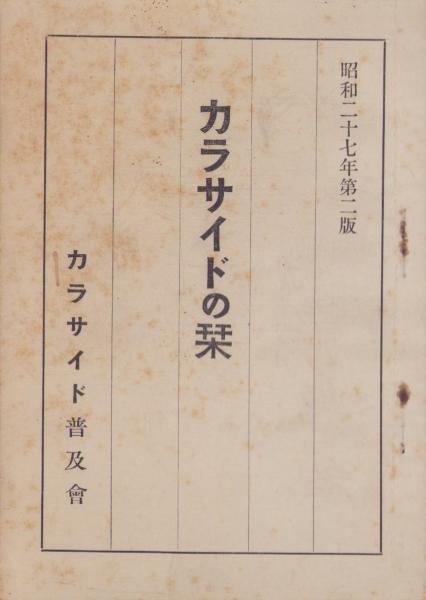 昭和二十七年第二版
カラサイドの栞
カラサイド普及會